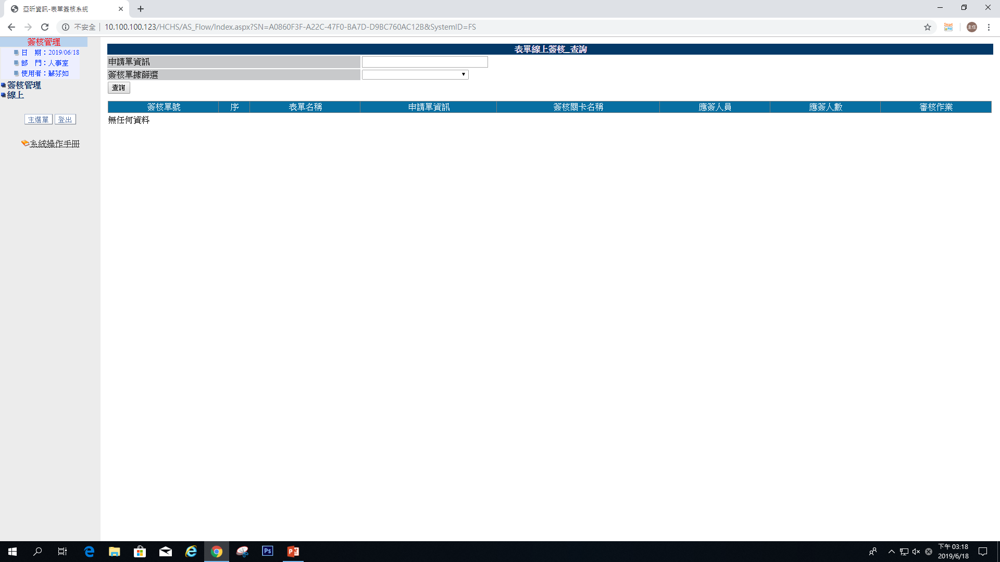 亞昕資訊-表單簽核系統
不安全 | 10.100.100.123/HCHS/AS_Flow/Index.aspx?SN=A0860F3F-A22C-47F0-BA7D-D9BC760AC12B&SystemID=FS
主任
簽核管理
日　期：2019/06/18
部　門：人事室
使用者：蘇芬如
簽核管理
線上
主選單 登出
系統操作手冊
表單線上簽核_查詢
申請單資訊
簽核單據篩選
查詢
簽核單號 序 表單名稱 申請單資訊 簽核關卡名稱 應簽人員 應簽人數 審核作業
無任何資料
Ps
下午 03:18
2019/6/18